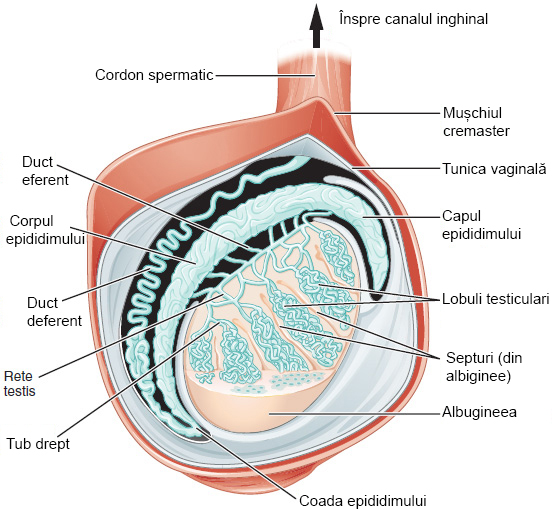 Înspre canalul inghinal
Cordon spermatic
Mușchiul
cremaster
Duct
eferent
Tunica vaginală
Corpul
epididimului
Capul
epididimului
Duct
deferent
Lobuli testiculari
Rete
testis
Septuri (din
albiginee)
Albugineea
Tub drept
Coada epididimului